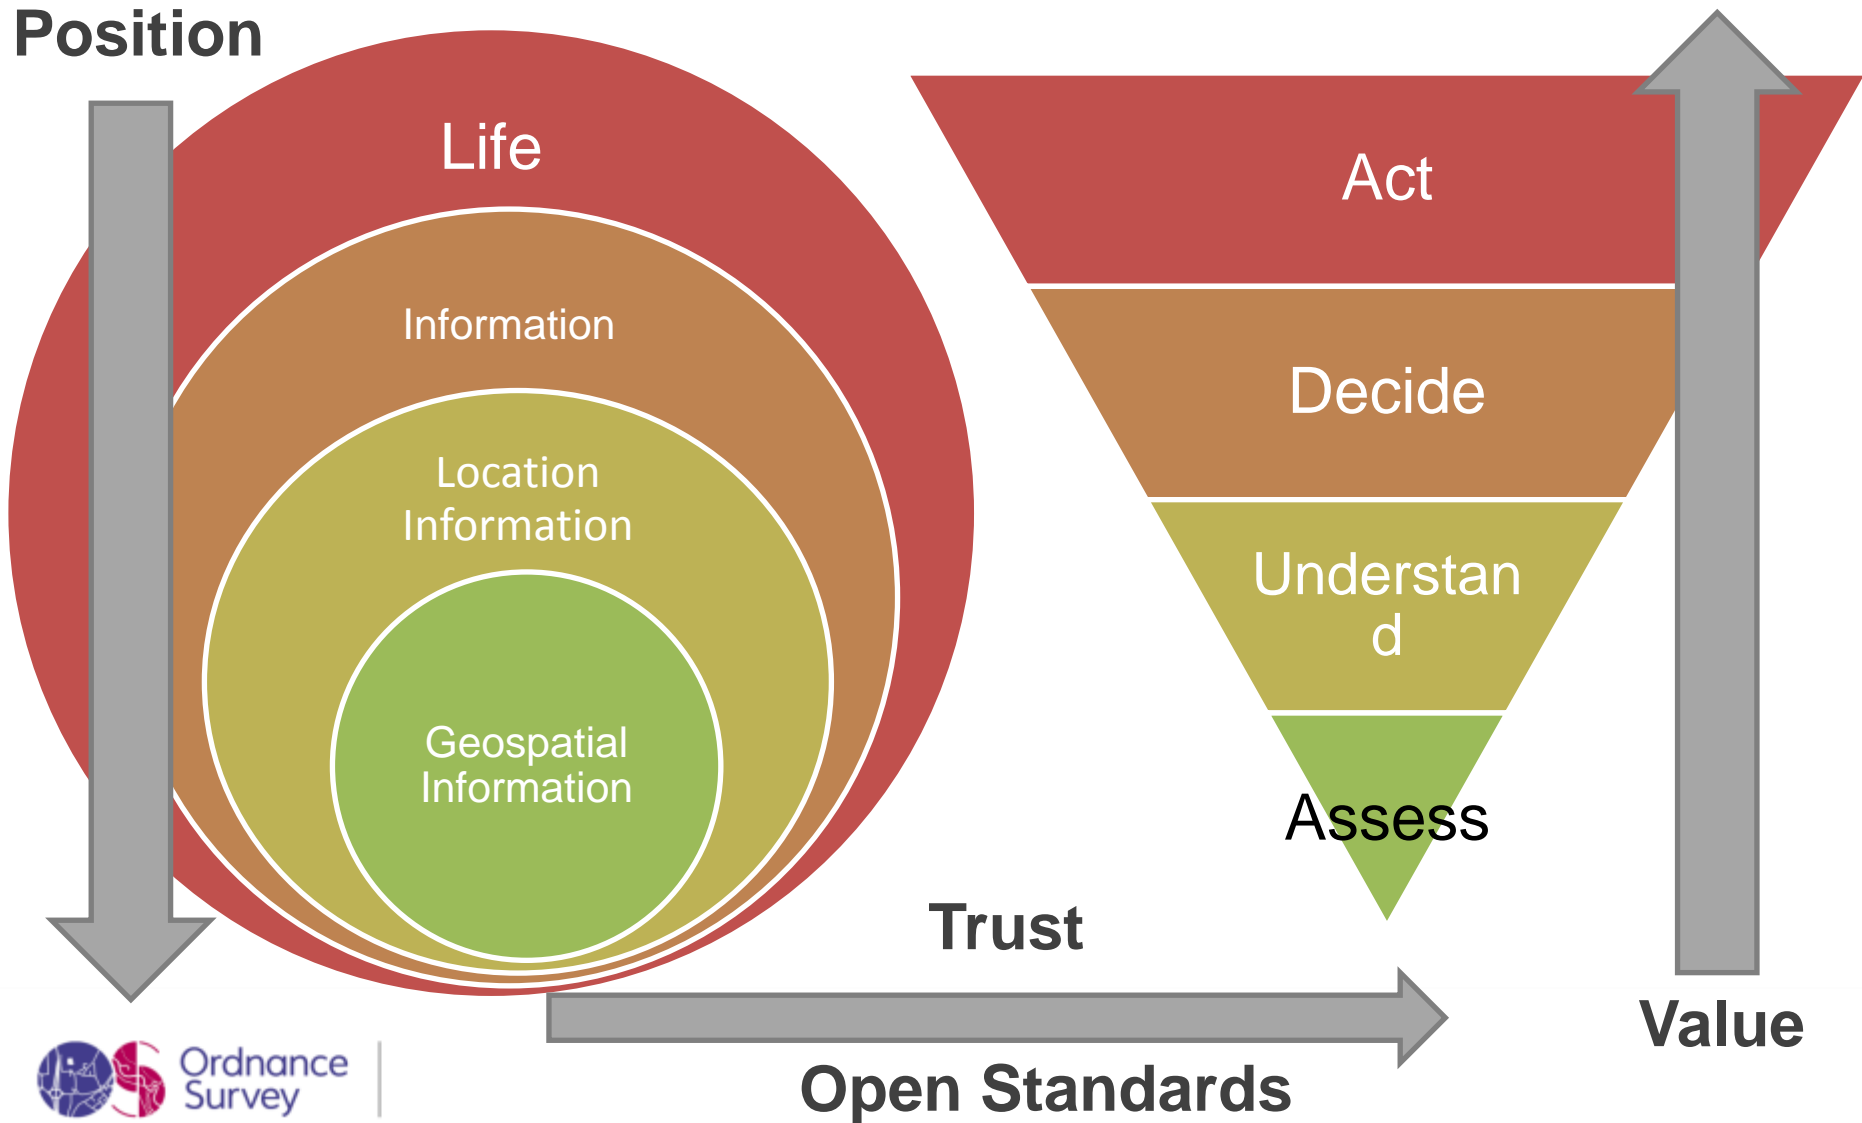 Position
Life
Information
Location
Information
Geospatial
Information
Act
Decide
Understan
d
Assess
Trust
Open Standards
Value
Ordnance
Survey